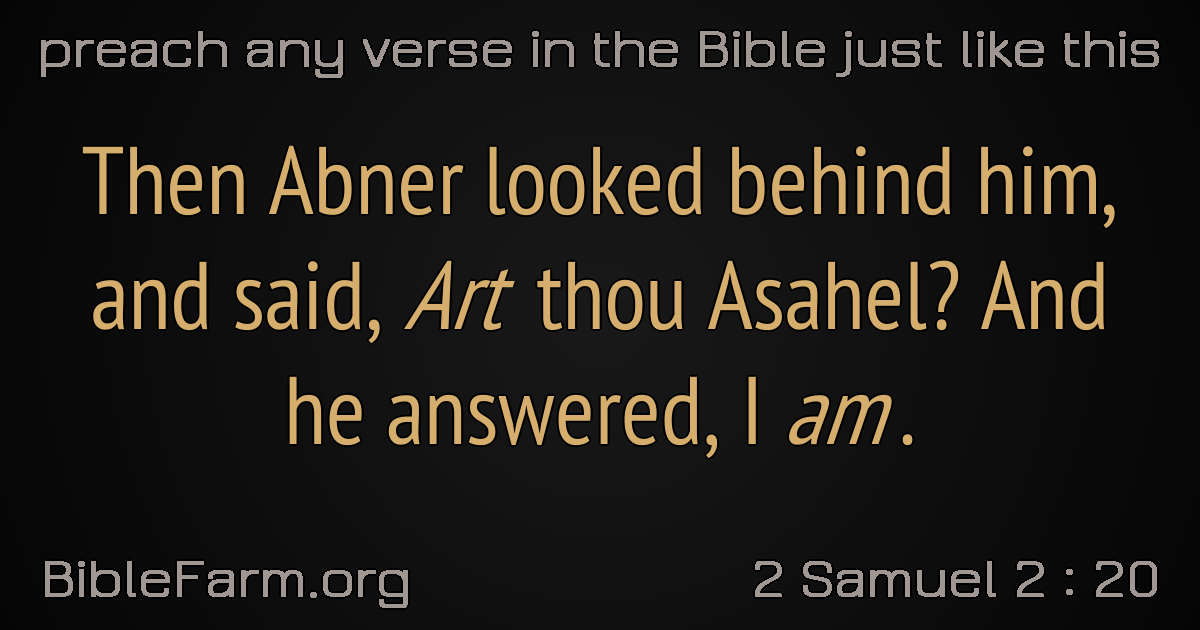 preach any verse in the Bible just like this
Then Abner looked behind him,
and said, Art thou Asahel? And
he answered, I am.
BibleFarm.org
2 Samuel 2 : 20